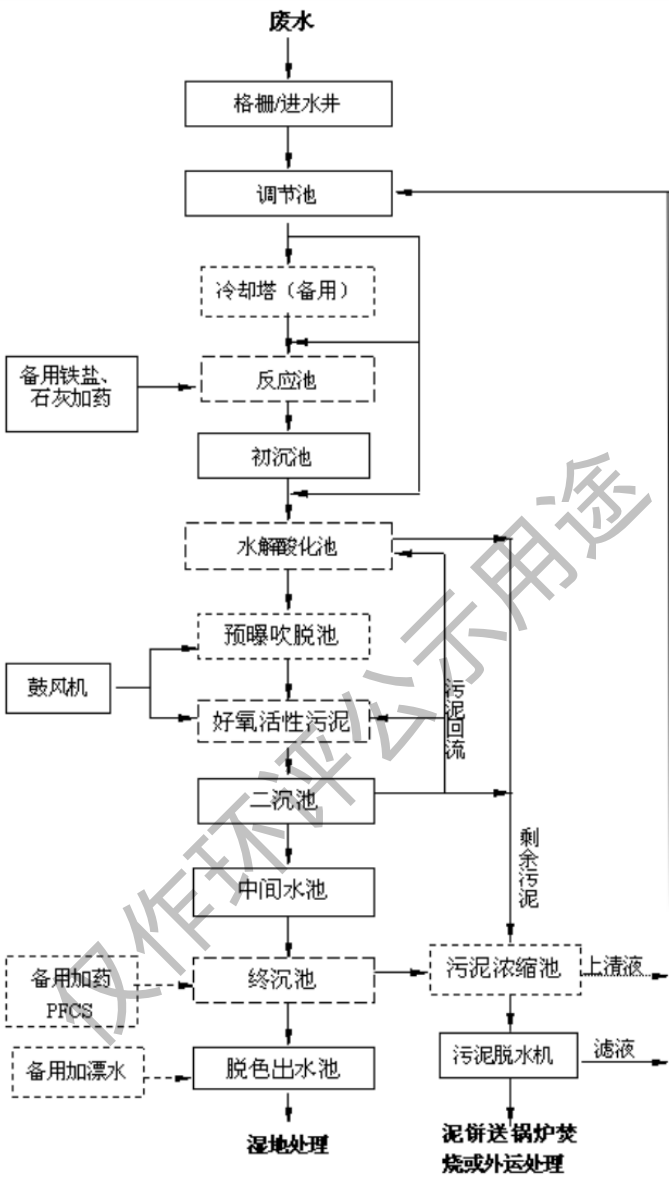 废水
格栅/进水井
调节池
冷却塔（备用）
备用铁盐、
石灰加药
反应池
初沉池
水解酸化池
预曝吹脱池
鼓风机
好氧活性污泥
污泥回流
二沉池
剩余污泥
中间水池
备用加药
PFCS
终沉池
污泥浓缩池
上清液
备用加漂水
脱色出水池
污泥脱水机
滤液
湿地处理
泥饼送锅炉焚
烧或外运处理
仅作环评公示用途